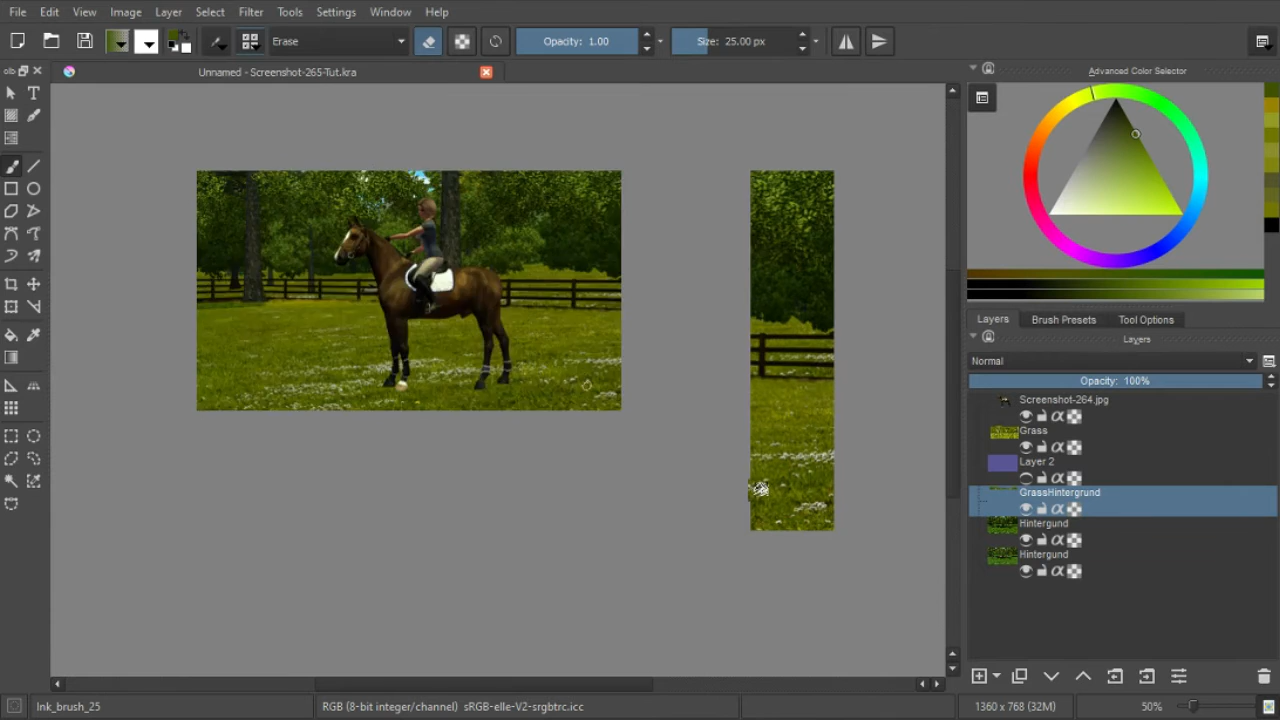 File Edit View Image Layer Select Filter Tools Settings Window Help
Erase Opacity: 1.00 Size: 25.00 px
Unnamed - Screenshot-265-Tut.kra
Advanced Color Selector
Layers Brush Presets Tool Options
Layers
Normal
Opacity: 100%
Screenshot-264.jpg
Grass
Layer 2
GrassHintergrund
Hintergund
Hintergund
Ink_brush_25 RGB (8-bit integer/channel) sRGB-elle-V2-srgbtrc.icc 1360 x 768 (32M) 50%